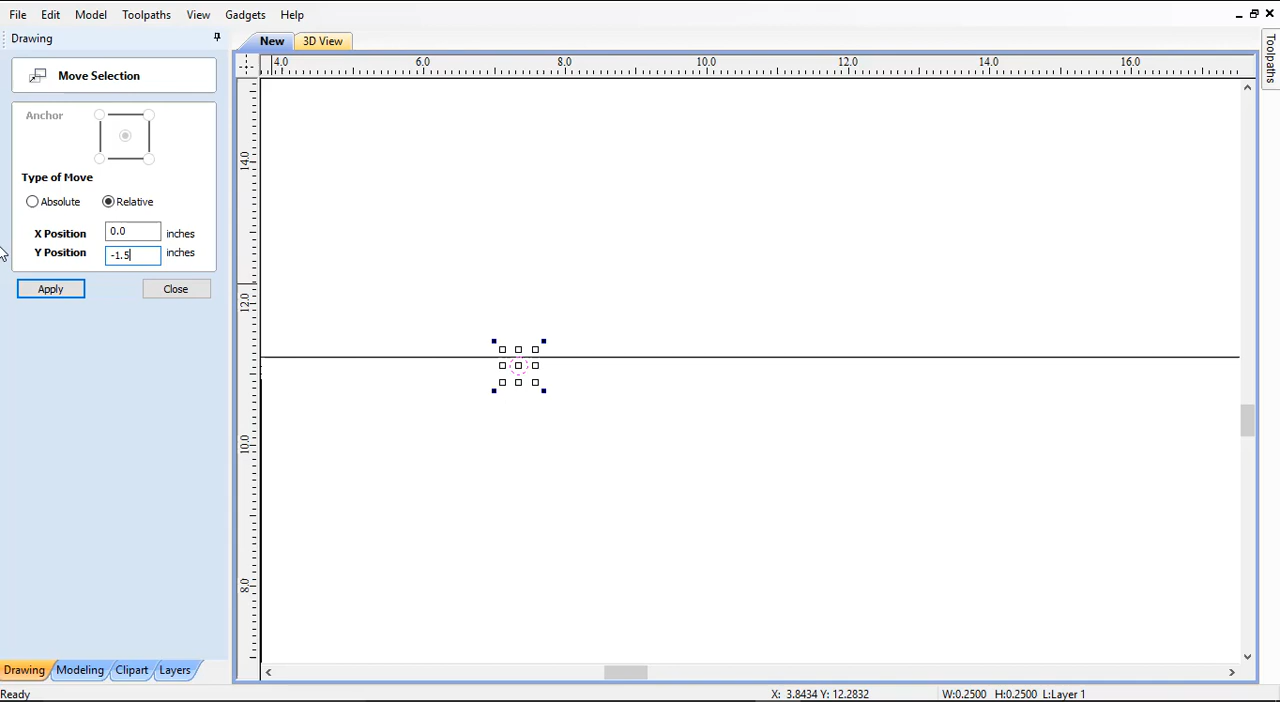 File Edit Model Toolpaths View Gadgets Help
Drawing
New 3D View
Toolpaths
4.0 6.0 8.0 10.0 12.0 14.0 16.0
Move Selection
Anchor
Type of Move
Absolute Relative
X Position 0.0 inches
Y Position -1.5 inches
Apply Close
14.0
12.0
10.0
8.0
Drawing Modeling Clipart Layers
Ready X: 3.8434 Y: 12.2832 W:0.2500 H:0.2500 L:Layer 1